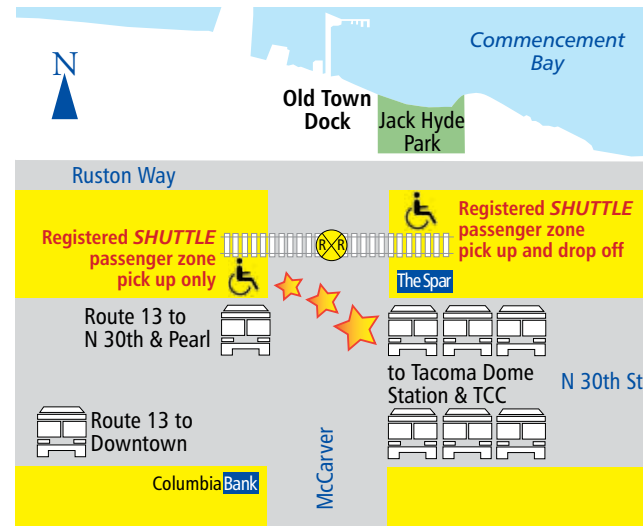 Commencement
Bay
N
Old Town
Dock
Jack Hyde
Park
Ruston Way
Registered SHUTTLE
passenger zone
pick up only
R R
Registered SHUTTLE
passenger zone
pick up and drop off
The Spar
Route 13 to
N 30th & Pearl
to Tacoma Dome
Station & TCC
N 30th St
Route 13 to
Downtown
McCarver
Columbia Bank